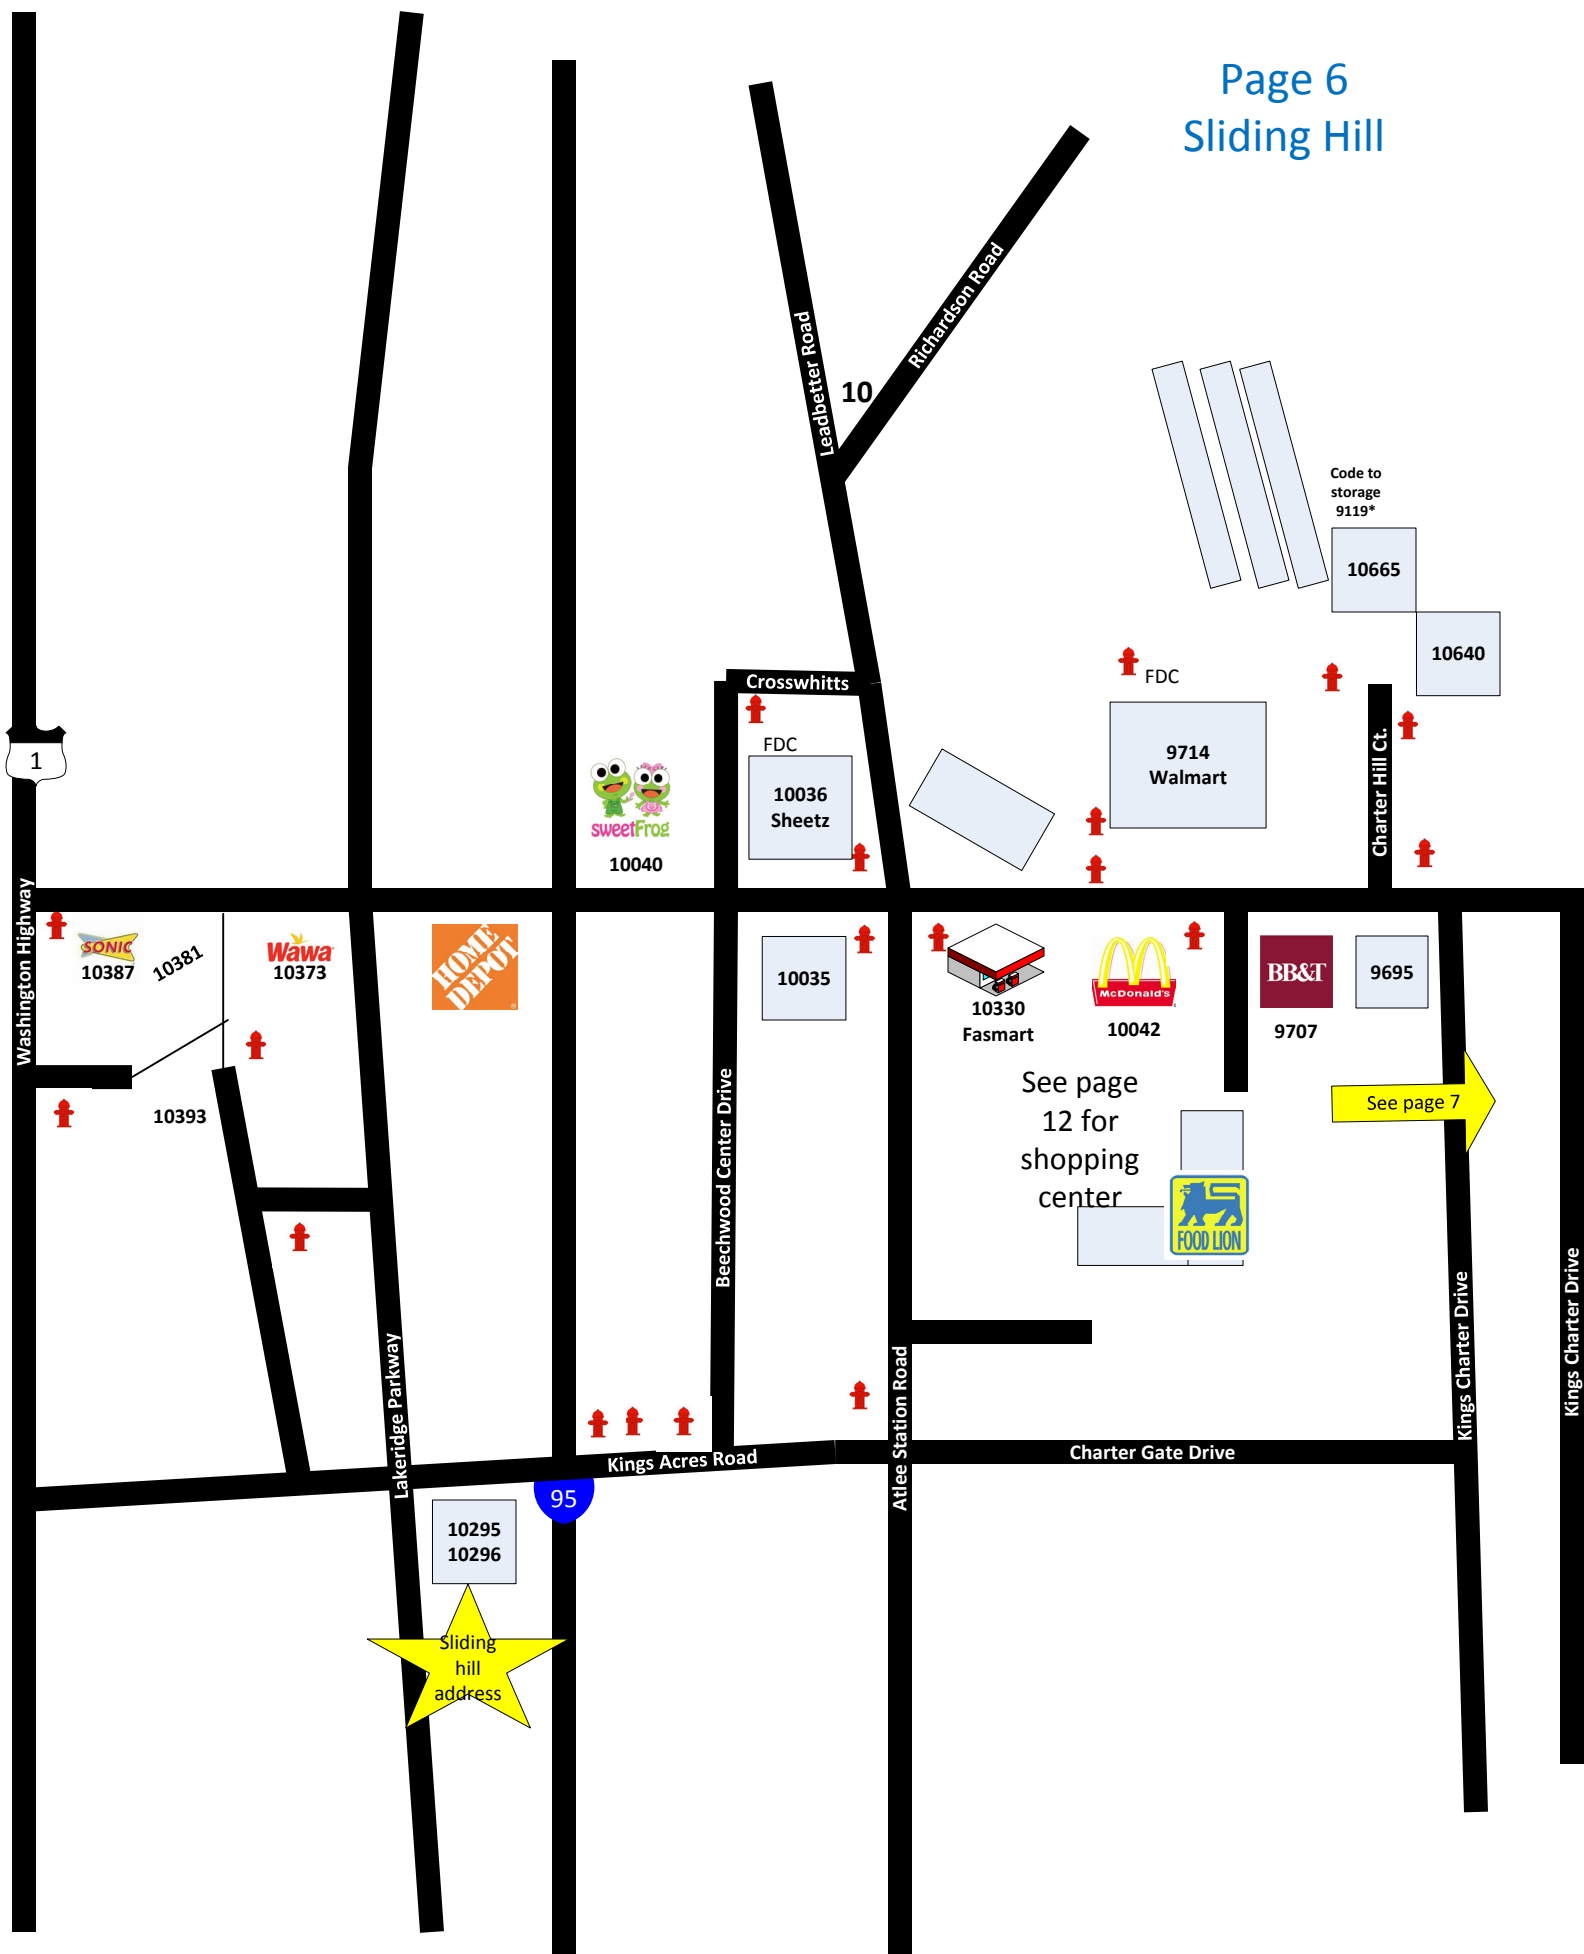 Page 6
Sliding Hill
Richardson Road
Leadbetter Road
10
Code to
storage
9119*
10665
10640
Crosswhitts
FDC
FDC
1
9714
Walmart
Charter Hill Ct.
10036
Sheetz
sweetFrog
10040
Washington Highway
SONIC
10387
10381
Wawa
10373
HOME
DEPOT
10035
10330
Fasmart
McDonald's
10042
BB&T
9707
9695
10393
See page
12 for
shopping
center
See page 7
FOOD LION
Beechwood Center Drive
Lakeridge Parkway
Atlee Station Road
Kings Charter Drive
Kings Charter Drive
Kings Acres Road
Charter Gate Drive
95
10295
10296
Sliding
hill
address